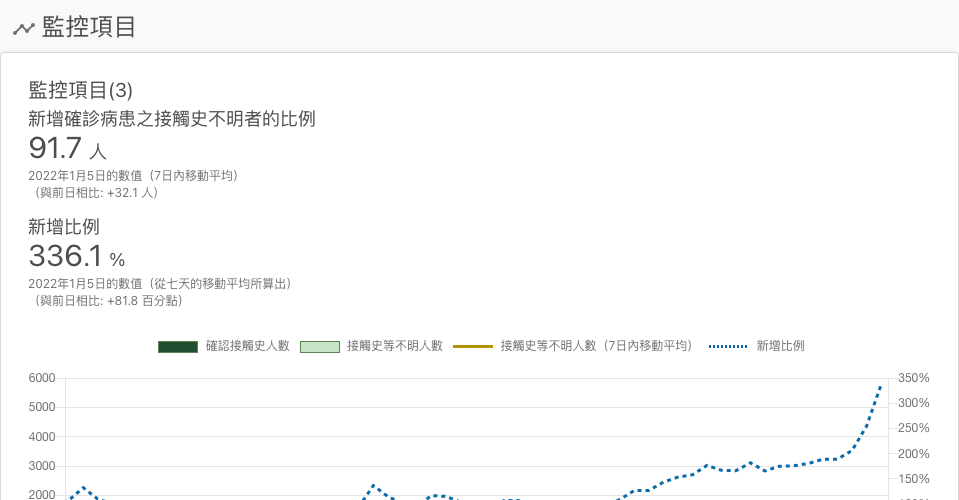 監控項目
監控項目(3)
新增確診病患之接觸史不明者的比例
91.7 人
2022年1月5日的數值（7日內移動平均）
（與前日相比: +32.1 人）
新增比例
336.1 %
2022年1月5日的數值（從七天的移動平均所算出）
（與前日相比: +81.8 百分點）
確認接觸史人數 接觸史等不明人數 接觸史等不明人數（7日內移動平均） 新增比例
6000 350%
5000 300%
250%
4000
200%
3000
150%
2000